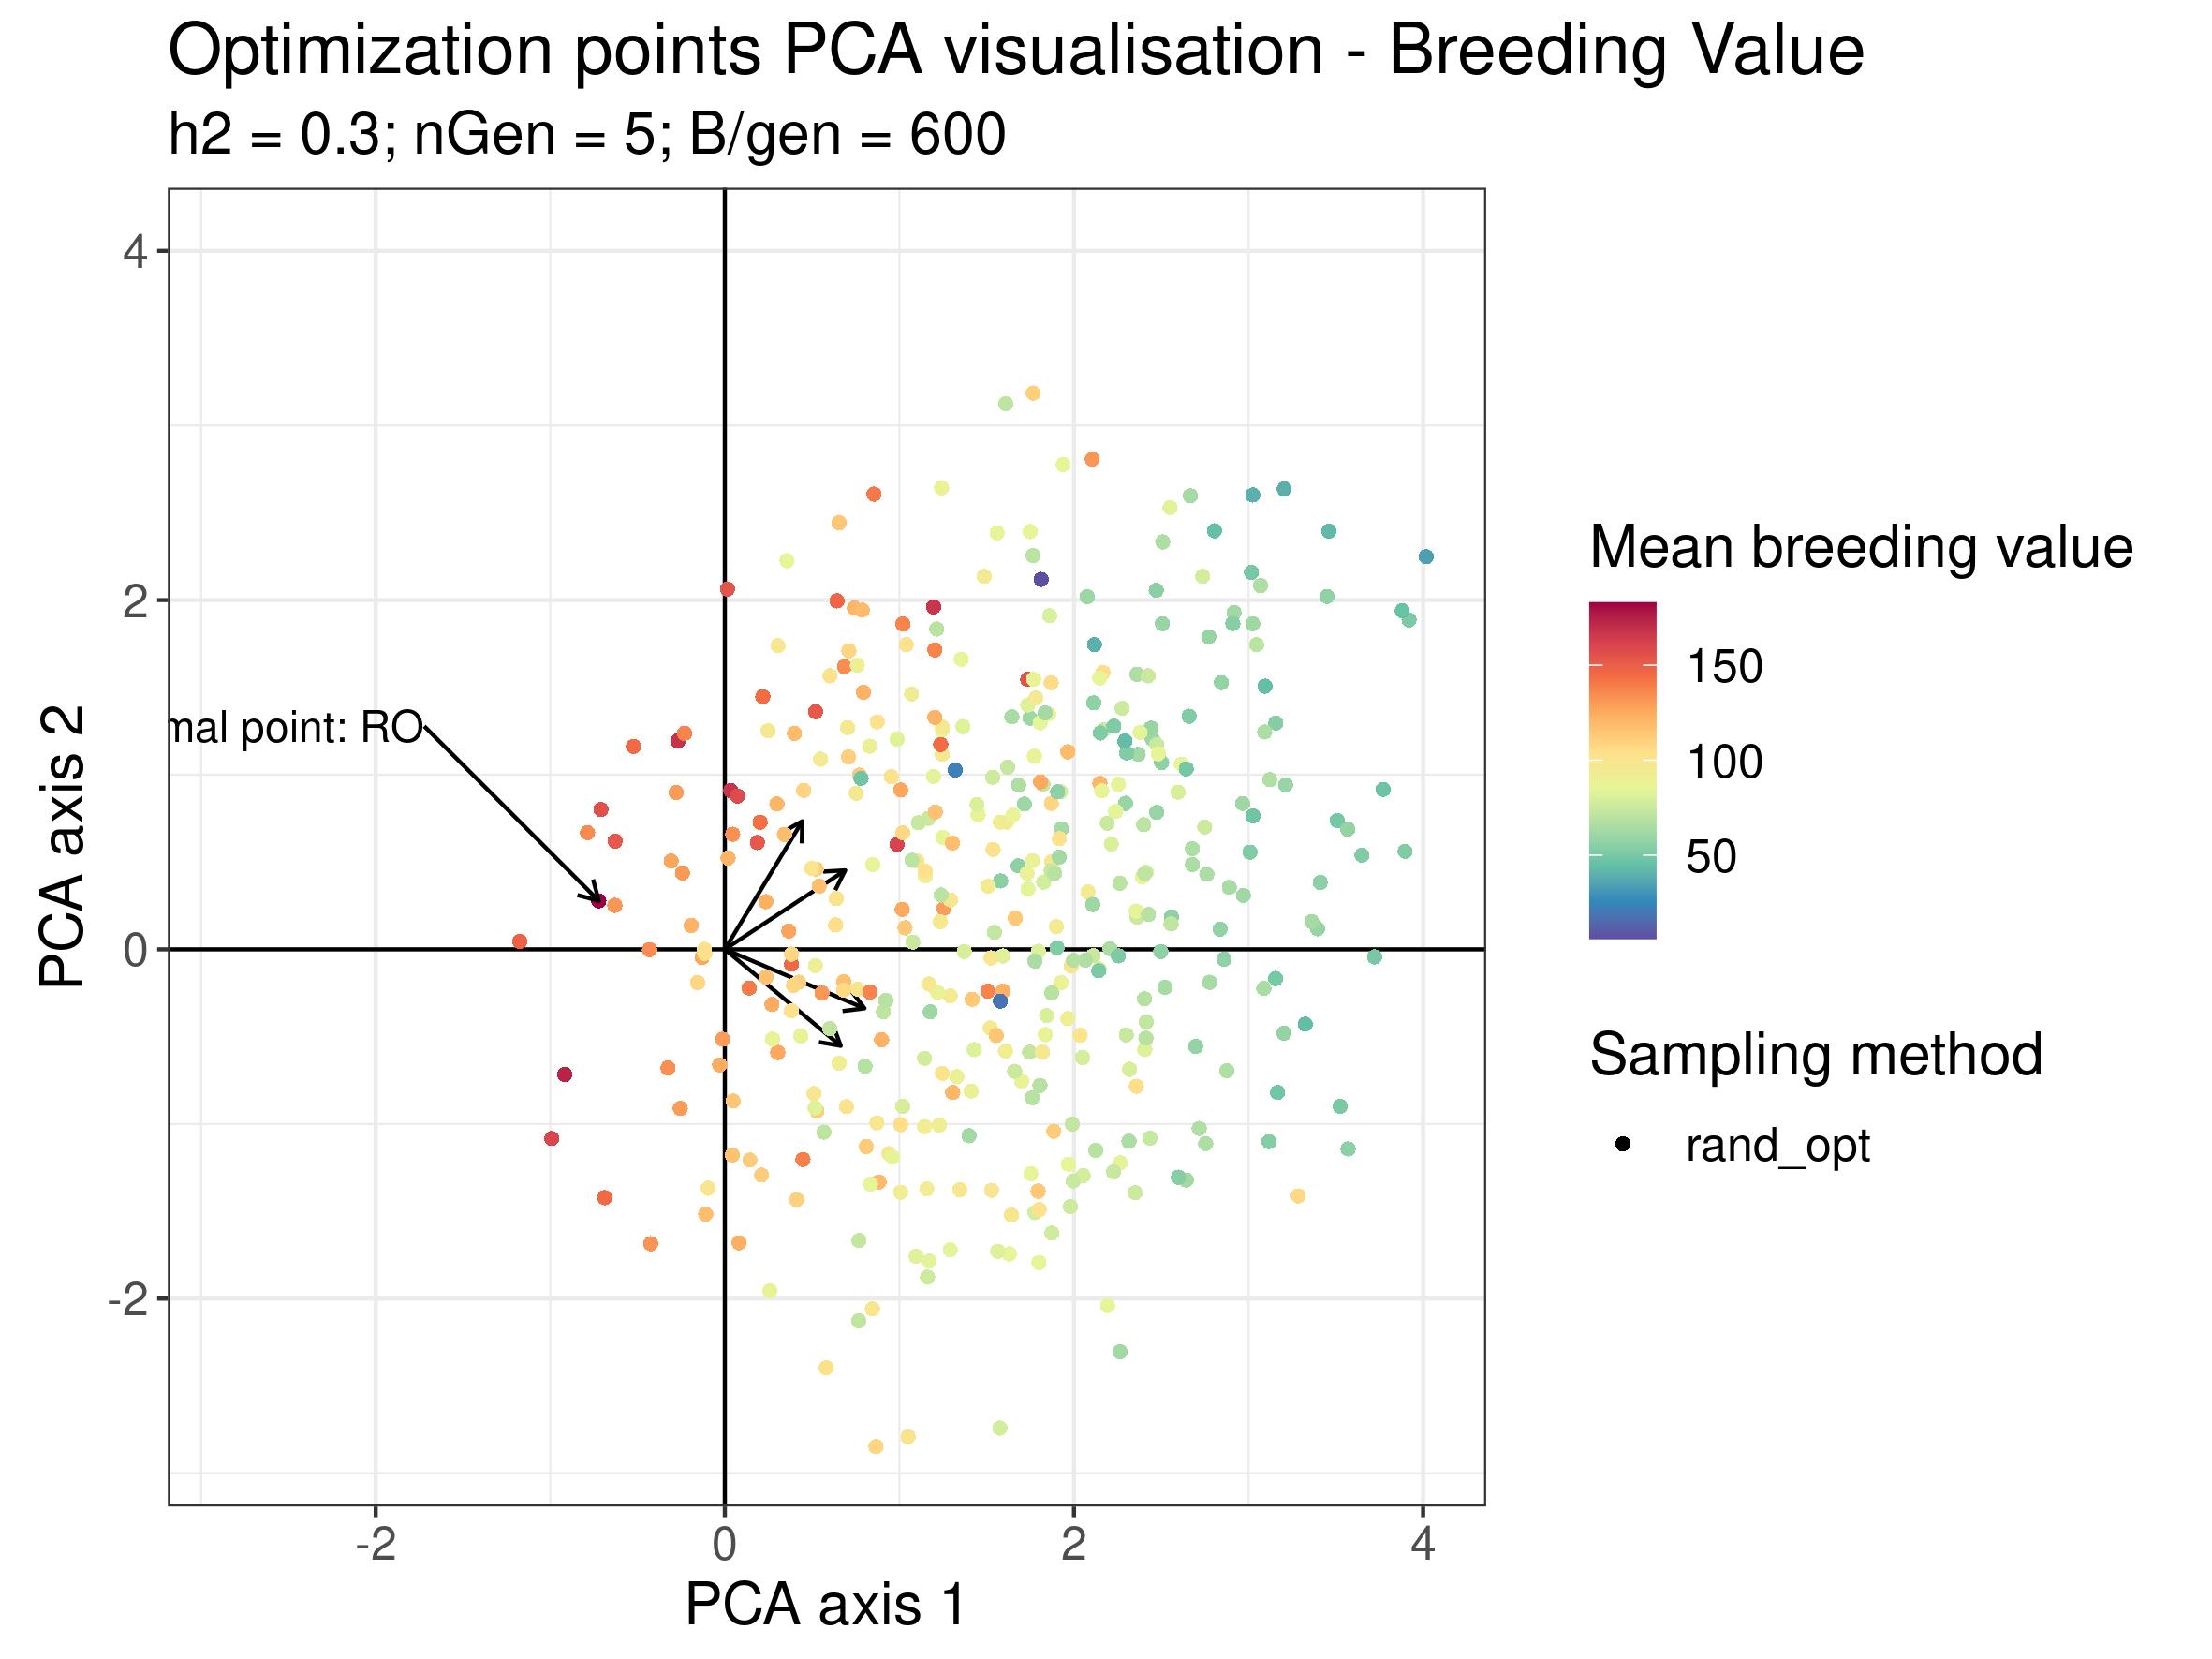 Optimization points PCA visualisation - Breeding Value
h2 = 0.3; nGen = 5; B/gen = 600
4
2
0
-2
PCA axis 2
mal point: RO
-2
0
2
4
PCA axis 1
Mean breeding value
150
100
50
Sampling method
rand_opt